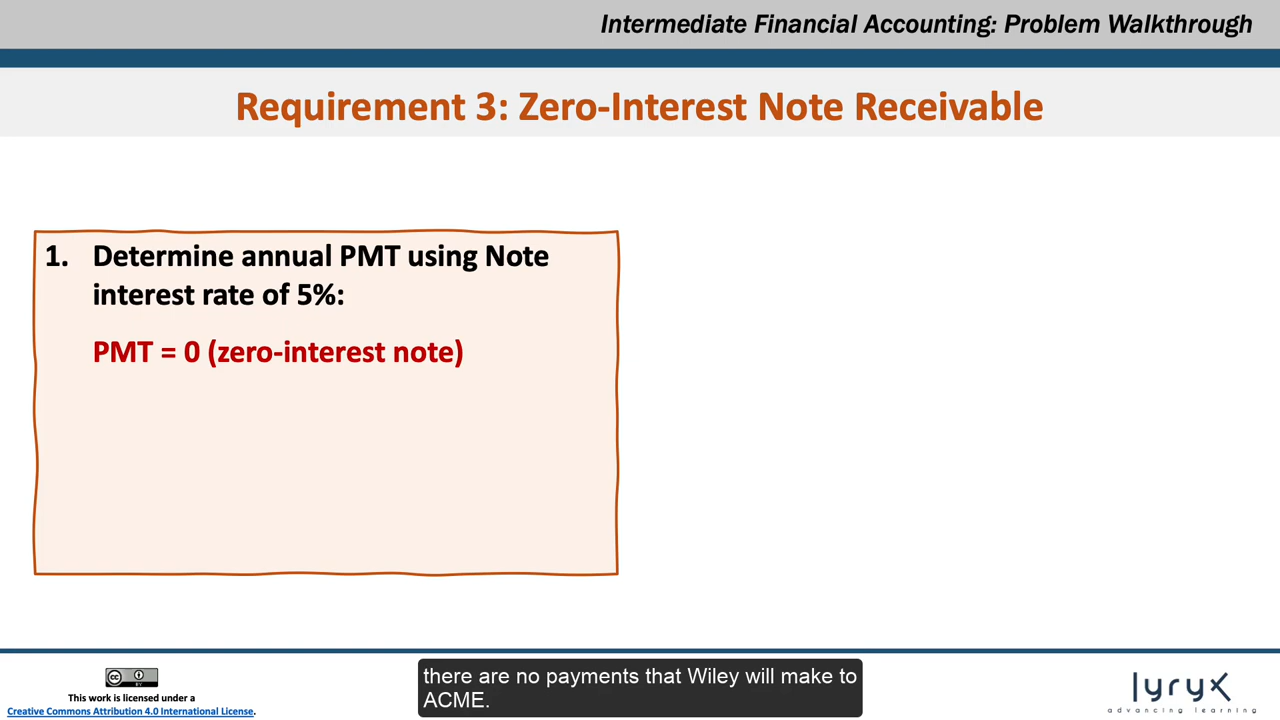 Intermediate Financial Accounting: Problem Walkthrough
Requirement 3: Zero-Interest Note Receivable
1. Determine annual PMT using Note
interest rate of 5%:
PMT = 0 (zero-interest note)
there are no payments that Wiley will make to
ACME.
cc BY
This work is licensed under a
Creative Commons Attribution 4.0 International License.
lyryx
advancing learning